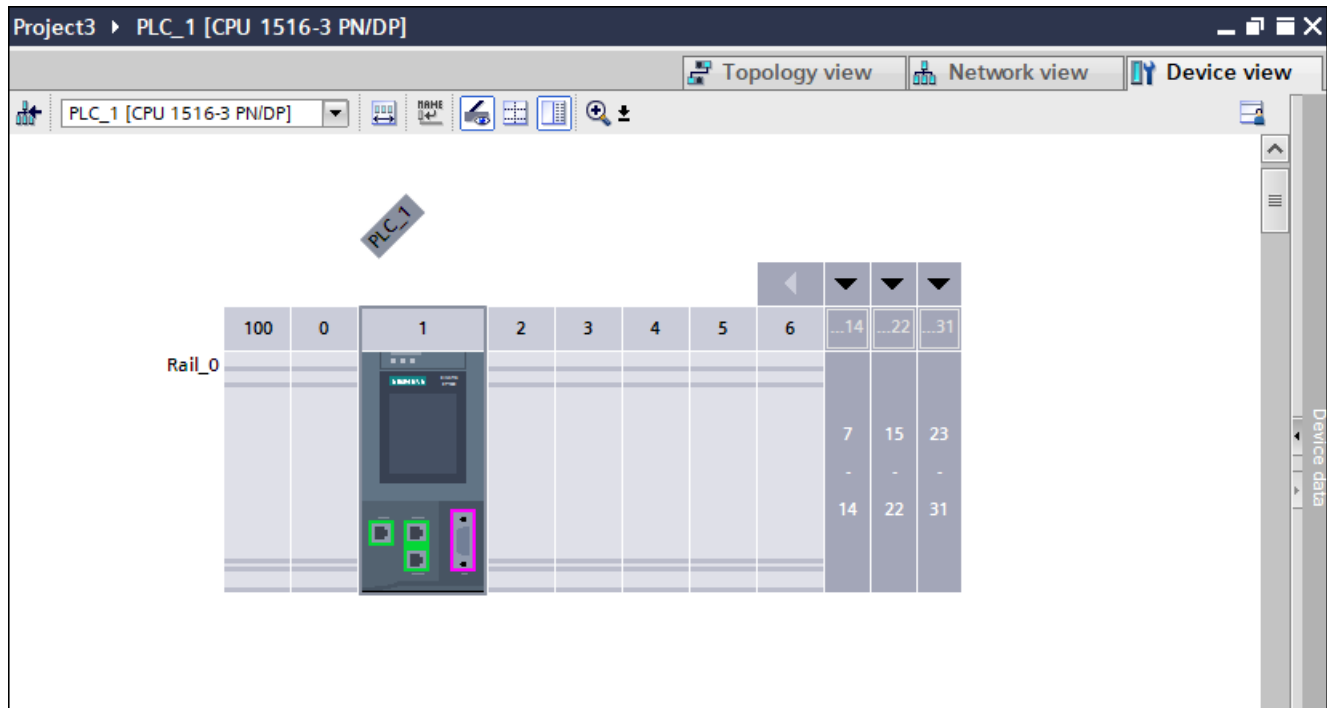 Project3 ▸ PLC_1 [CPU 1516-3 PN/DP]
Topology view Network view Device view
PLC_1 [CPU 1516-3 PN/DP]
PLC_1
...14 ...22 ...31
100 0 1 2 3 4 5 6
Rail_0
SIEMENS
7 15 23
- - -
14 22 31
Device data